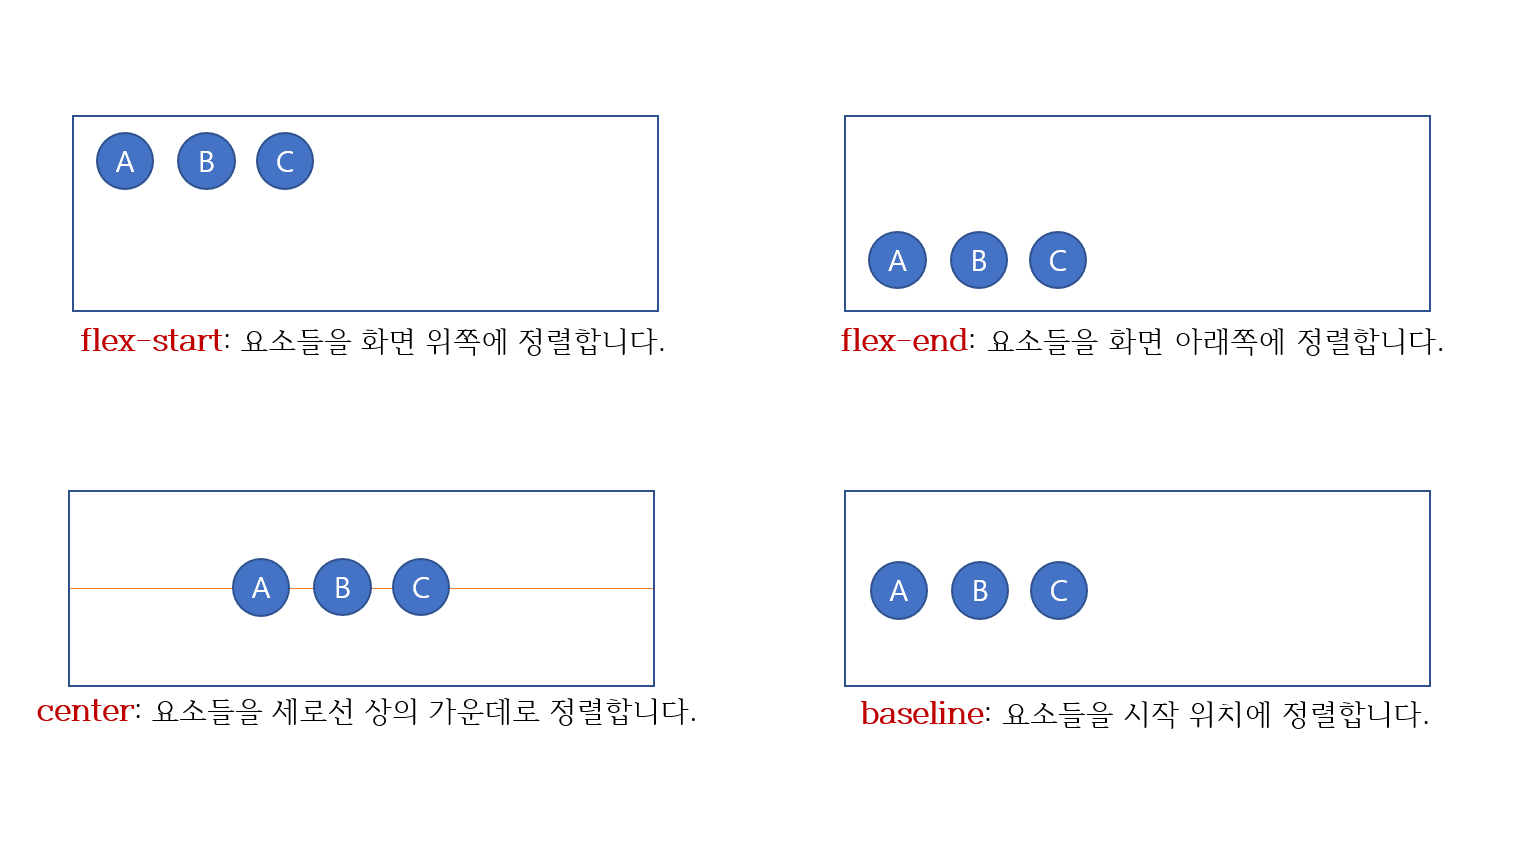 A B C
A B C
flex-start: 요소들을 화면 위쪽에 정렬합니다.
flex-end: 요소들을 화면 아래쪽에 정렬합니다.
A B C
A B C
center: 요소들을 세로선 상의 가운데로 정렬합니다.
baseline: 요소들을 시작 위치에 정렬합니다.